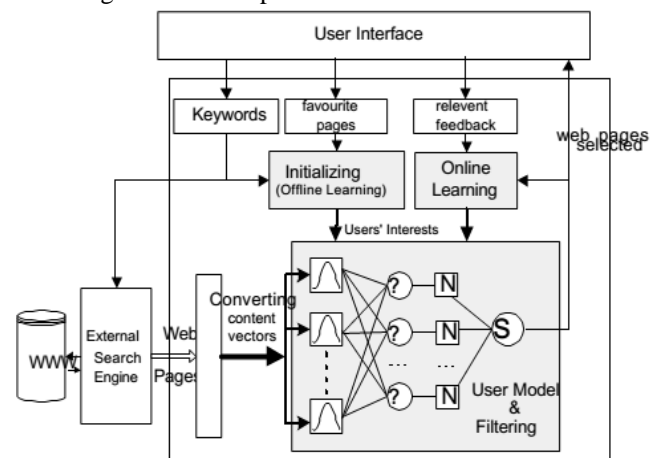 User Interface
Keywords
favourite
pages
relevent
feedback
web pages
selected
Initializing
(Offline Learning)
Online
Learning
Users' Interests
Converting
content
vectors
External
Search
Engine
WWW
Web
Pages
?
N
?
N
S
... ...
?
N
User Model
&
Filtering